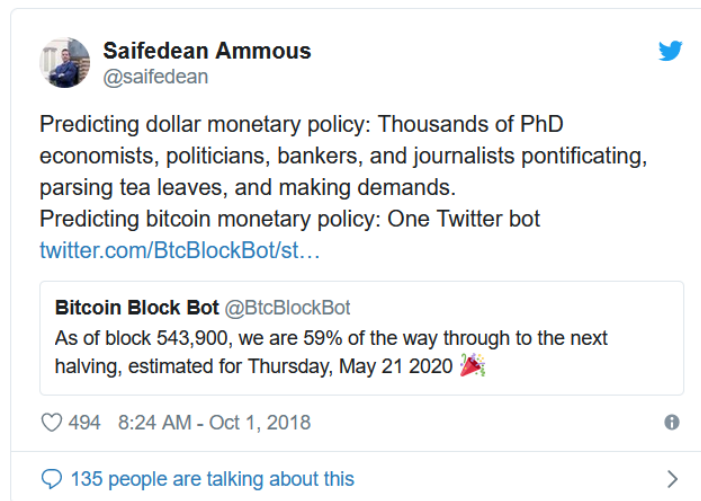 Saifedean Ammous
@saifedean
Predicting dollar monetary policy: Thousands of PhD
economists, politicians, bankers, and journalists pontificating,
parsing tea leaves, and making demands.
Predicting bitcoin monetary policy: One Twitter bot
twitter.com/BtcBlockBot/st…
Bitcoin Block Bot @BtcBlockBot
As of block 543,900, we are 59% of the way through to the next
halving, estimated for Thursday, May 21 2020 🎉
494 8:24 AM - Oct 1, 2018
135 people are talking about this